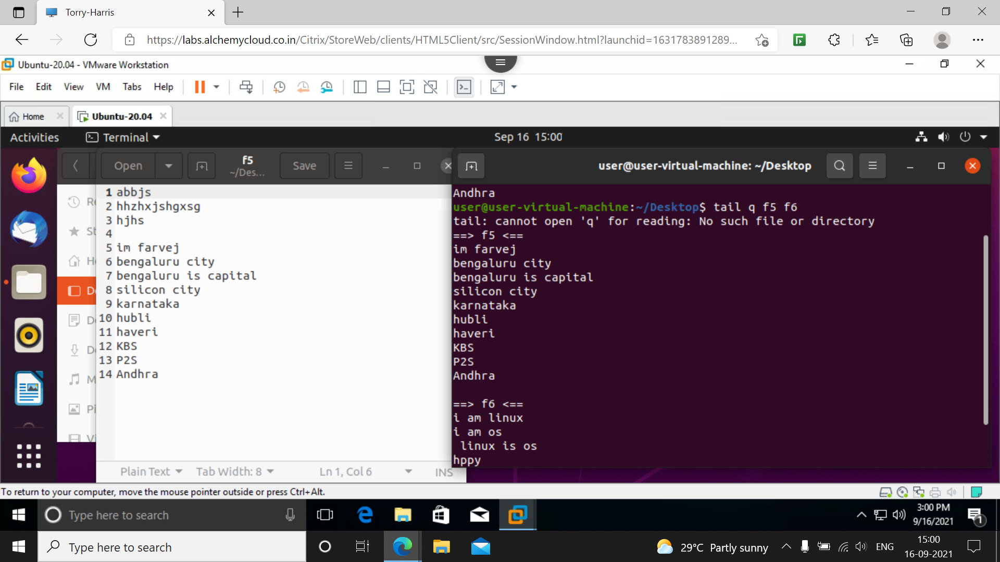 Torry-Harris
https://labs.alchemycloud.co.in/Citrix/StoreWeb/clients/HTML5Client/src/SessionWindow.html?launchid=1631783891289...
Ubuntu-20.04 - VMware Workstation
File Edit View VM Tabs Help
Home Ubuntu-20.04
Activities Terminal Sep 16 15:00
Open f5 Save
~/Des...
user@user-virtual-machine: ~/Desktop
1 abbjs
2 hhzhxjshgxsg
3 hjhs
4
5 im farvej
6 bengaluru city
7 bengaluru is capital
8 silicon city
9 karnataka
10 hubli
11 haveri
12 KBS
13 P2S
14 Andhra
Re
St
H
D
D
D
M
Pi
Vi
Plain Text Tab Width: 8 Ln 1, Col 6 INS
Andhra
user@user-virtual-machine:~/Desktop$ tail q f5 f6
tail: cannot open 'q' for reading: No such file or directory
==> f5 <==
im farvej
bengaluru city
bengaluru is capital
silicon city
karnataka
hubli
haveri
KBS
P2S
Andhra

==> f6 <==
i am linux
i am os
 linux is os
hppy
To return to your computer, move the mouse pointer outside or press Ctrl+Alt.
Type here to search
3:00 PM
9/16/2021
1
Type here to search
29°C Partly sunny
ENG
15:00
16-09-2021